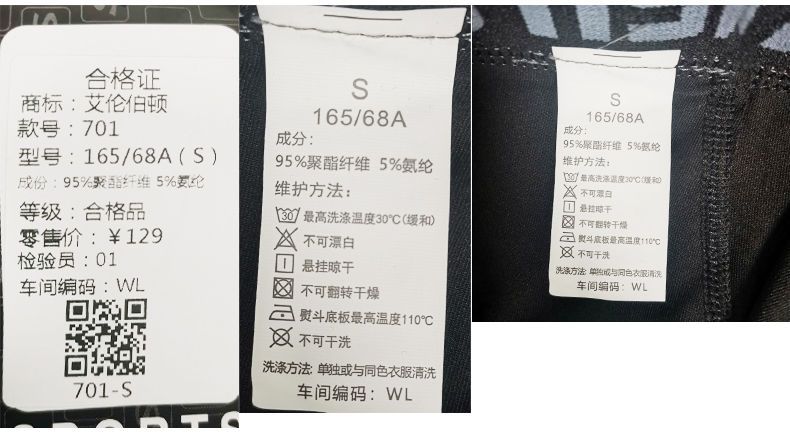 合格证
商标：艾伦伯顿
款号：701
型号：165/68A（S）
成份：95%聚酯纤维 5%氨纶
等级：合格品
零售价：￥129
检验员：01
车间编码：WL
701-S
SPORTS
S
165/68A
成分：
95%聚酯纤维 5%氨纶
维护方法：
30 最高洗涤温度30℃(缓和)
不可漂白
悬挂晾干
不可翻转干燥
熨斗底板最高温度110℃
不可干洗
洗涤方法: 单独或与同色衣服清洗
车间编码：WL
S
165/68A
成分：
95%聚酯纤维 5%氨纶
维护方法：
30 最高洗涤温度30℃(缓和)
不可漂白
悬挂晾干
不可翻转干燥
熨斗底板最高温度110℃
不可干洗
洗涤方法: 单独或与同色衣服清洗
车间编码：WL